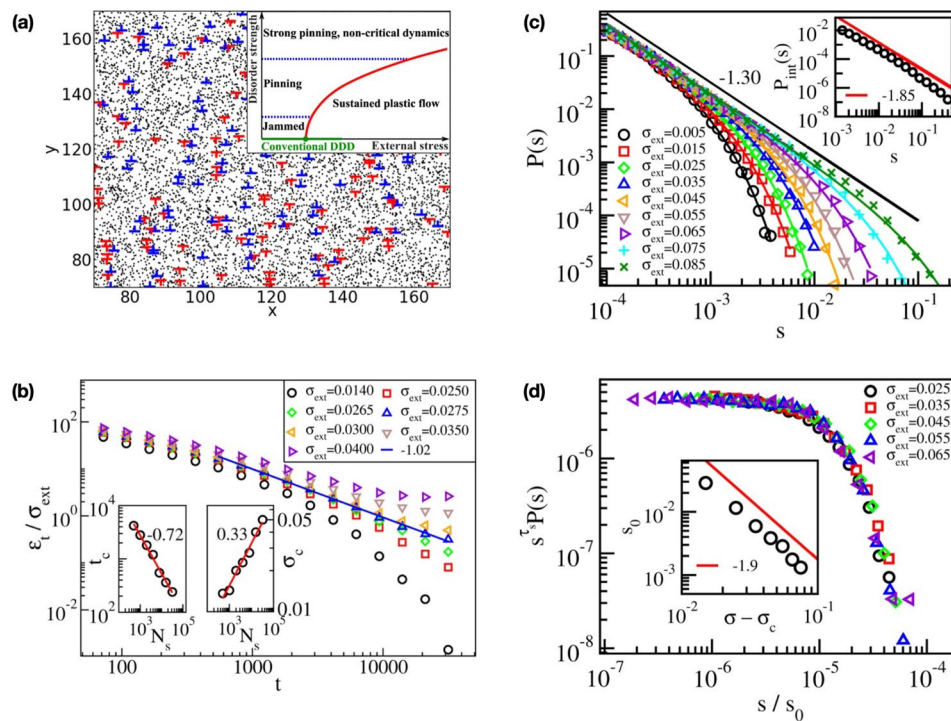 (a)
170
160
140
y
120
100
80
80
100
120
140
160
x
Disorder strength
Strong pinning, non-critical dynamics
Pinning
Sustained plastic flow
Jammed
Conventional DDD
External stress
(c)
10^0
10^-1
10^-2
10^-3
10^-4
10^-5
P(s)
-1.30
σ_ext=0.005
σ_ext=0.015
σ_ext=0.025
σ_ext=0.035
σ_ext=0.045
σ_ext=0.055
σ_ext=0.065
σ_ext=0.075
σ_ext=0.085
10^-4
10^-3
10^-2
10^-1
s
10^-2
10^-4
10^-6
10^-8
P_int(s)
-1.85
10^-3
10^-2
10^-1
s
(b)
10^2
10^0
10^-2
ε_t / σ_ext
σ_ext=0.0140
σ_ext=0.0250
σ_ext=0.0265
σ_ext=0.0275
σ_ext=0.0300
σ_ext=0.0350
σ_ext=0.0400
-1.02
10^4
t_c
-0.72
10^3
10^5
N_s
0.33
0.05
σ_c
0.01
10^3
10^5
N_s
100
1000
10000
t
(d)
10^-6
10^-7
10^-8
s^τ·P(s)
σ_ext=0.025
σ_ext=0.035
σ_ext=0.045
σ_ext=0.055
σ_ext=0.065
s_0
10^-2
10^-3
-1.9
10^-2
10^-1
σ − σ_c
10^-7
10^-6
10^-5
10^-4
s / s_0